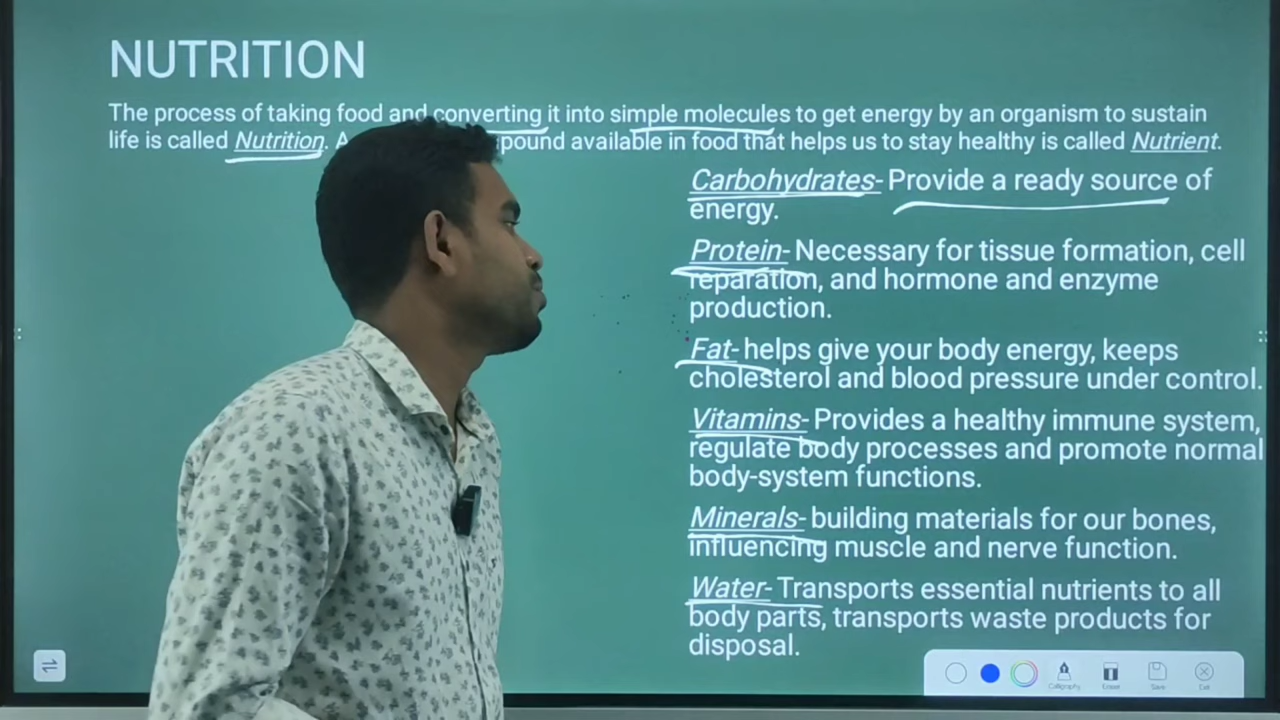 NUTRITION
The process of taking food and converting it into simple molecules to get energy by an organism to sustain
life is called Nutrition. available in food that helps us to stay healthy is called Nutrient.
Carbohydrates- Provide a ready source of
energy.
Protein- Necessary for tissue formation, cell
reparation, and hormone and enzyme
production.
Fat- helps give your body energy, keeps
cholesterol and blood pressure under control.
Vitamins- Provides a healthy immune system,
regulate body processes and promote normal
body-system functions.
Minerals- building materials for our bones,
influencing muscle and nerve function.
Water- Transports essential nutrients to all
body parts, transports waste products for
disposal.
Calligraphy Eraser Save Exit